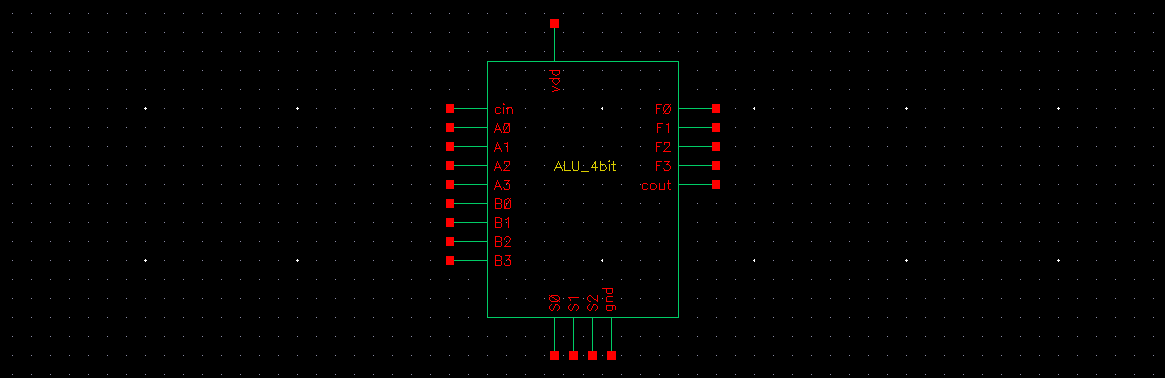 vdd
cin F0
A0 F1
A1 F2
A2 ALU_4bit F3
A3 cout
B0
B1
B2
B3
S0 S1 S2 gnd